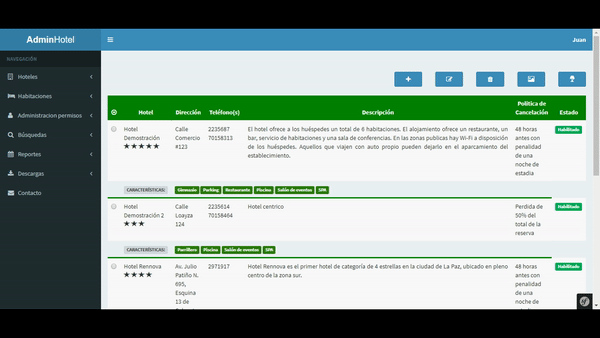 AdminHotel
Juan
NAVEGACIÓN
Hoteles
Habitaciones
Administracion permisos
Búsquedas
Reportes
Descargas
Contacto
Hotel Dirección Teléfono(s) Descripción Política de Cancelación Estado
Hotel Demostración
Calle Comercio #123
2235687
70158313
El hotel ofrece a los huéspedes un total de 6 habitaciones. El alojamiento ofrece un restaurante, un
bar, servicio de habitaciones y una sala de conferencias. En las zonas publicas hay Wi-Fi a disposición
de los huéspedes. Aquellos que viajen con auto propio pueden dejarlo en el aparcamiento del
establecimiento.
48 horas
antes con
penalidad
de una
noche de
estadia
Habilitado
CARACTERÍSTICAS: Gimnasio Parking Restaurante Piscina Salón de eventos SPA
Hotel
Demostración 2
Calle
Loayza
124
2235614
70158464
Hotel centrico
Perdida de
50% del
total de la
reserva
Habilitado
CARACTERÍSTICAS: Parrillero Piscina Salón de eventos SPA
Hotel Rennova
Av. Julio
Patiño N.
695,
Esquina
13 de
2971917
Hotel Rennova es el primer hotel de categoría de 4 estrellas en la ciudad de La Paz, ubicado en pleno
centro de la zona sur.
48 horas
antes con
penalidad
de una
noche de
Habilitado